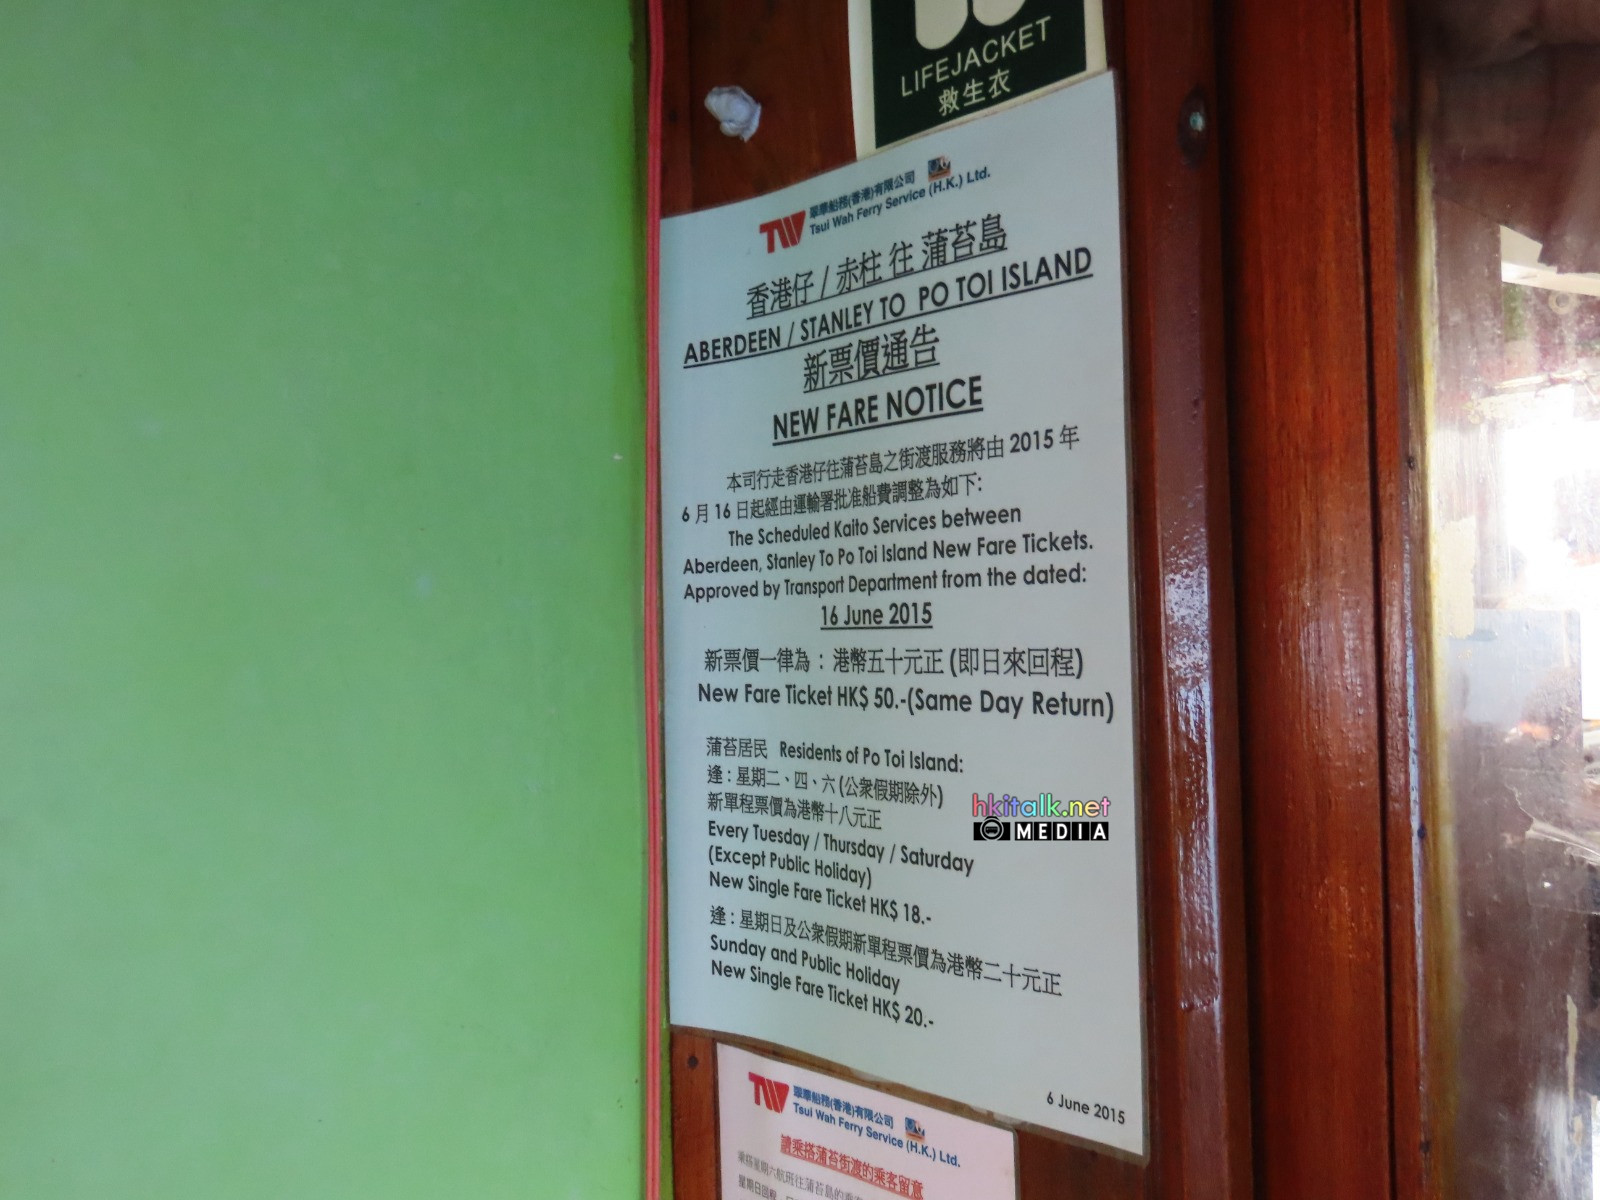 LIFEJACKET
救生衣
TW 翠華船務(香港)有限公司
Tsui Wah Ferry Service (H.K.) Ltd.
香港仔 / 赤柱 往 蒲苔島
ABERDEEN / STANLEY TO PO TOI ISLAND
新票價通告
NEW FARE NOTICE
本司行走香港仔往蒲苔島之街渡服務將由 2015 年
6 月 16 日起經由運輸署批准船費調整為如下:
The Scheduled Kaito Services between
Aberdeen, Stanley To Po Toi Island New Fare Tickets.
Approved by Transport Department from the dated:
16 June 2015
新票價一律為 : 港幣五十元正 (即日來回程)
New Fare Ticket HK$ 50.-(Same Day Return)
蒲苔居民 Residents of Po Toi Island:
逢 : 星期二、四、六 (公衆假期除外)
新單程票價為港幣十八元正
Every Tuesday / Thursday / Saturday
(Except Public Holiday)
New Single Fare Ticket HK$ 18.-
逢 : 星期日及公衆假期新單程票價為港幣二十元正
Sunday and Public Holiday
New Single Fare Ticket HK$ 20.-
6 June 2015
hkitalk.net
MEDIA
TW 翠華船務(香港)有限公司
Tsui Wah Ferry Service (H.K.) Ltd.
請乘搭蒲苔街渡的乘客留意